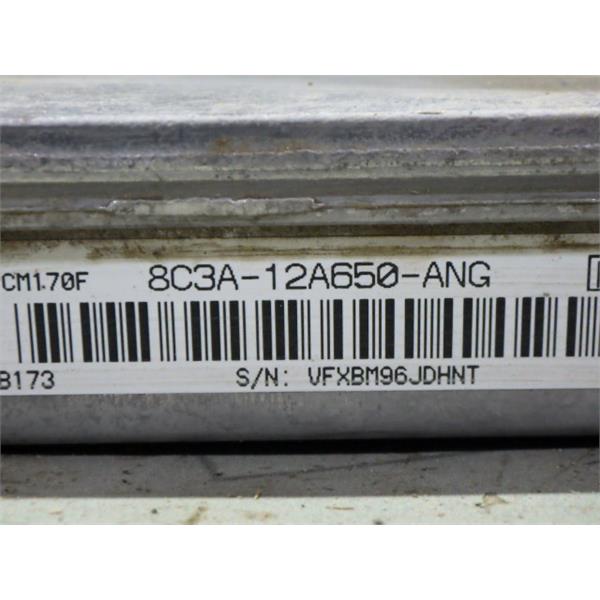 CM1.70F 8C3A-12A650-ANG
B173 S/N: VFXBM96JDHNT